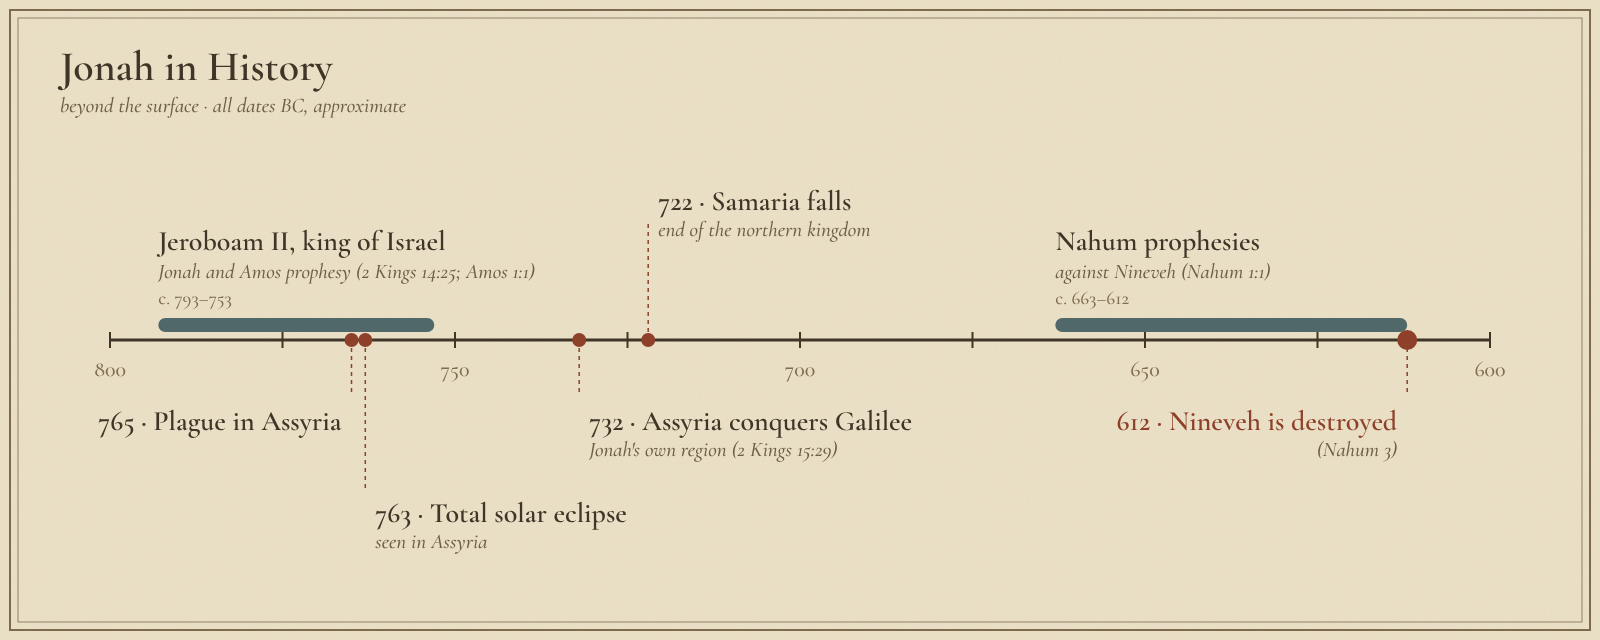 Jonah in History
beyond the surface · all dates BC, approximate
722 · Samaria falls
end of the northern kingdom
Jeroboam II, king of Israel
Jonah and Amos prophesy (2 Kings 14:25; Amos 1:1)
c. 793–753
Nahum prophesies
against Nineveh (Nahum 1:1)
c. 663–612
800
750
700
650
600
765 · Plague in Assyria
732 · Assyria conquers Galilee
Jonah's own region (2 Kings 15:29)
612 · Nineveh is destroyed
(Nahum 3)
763 · Total solar eclipse
seen in Assyria